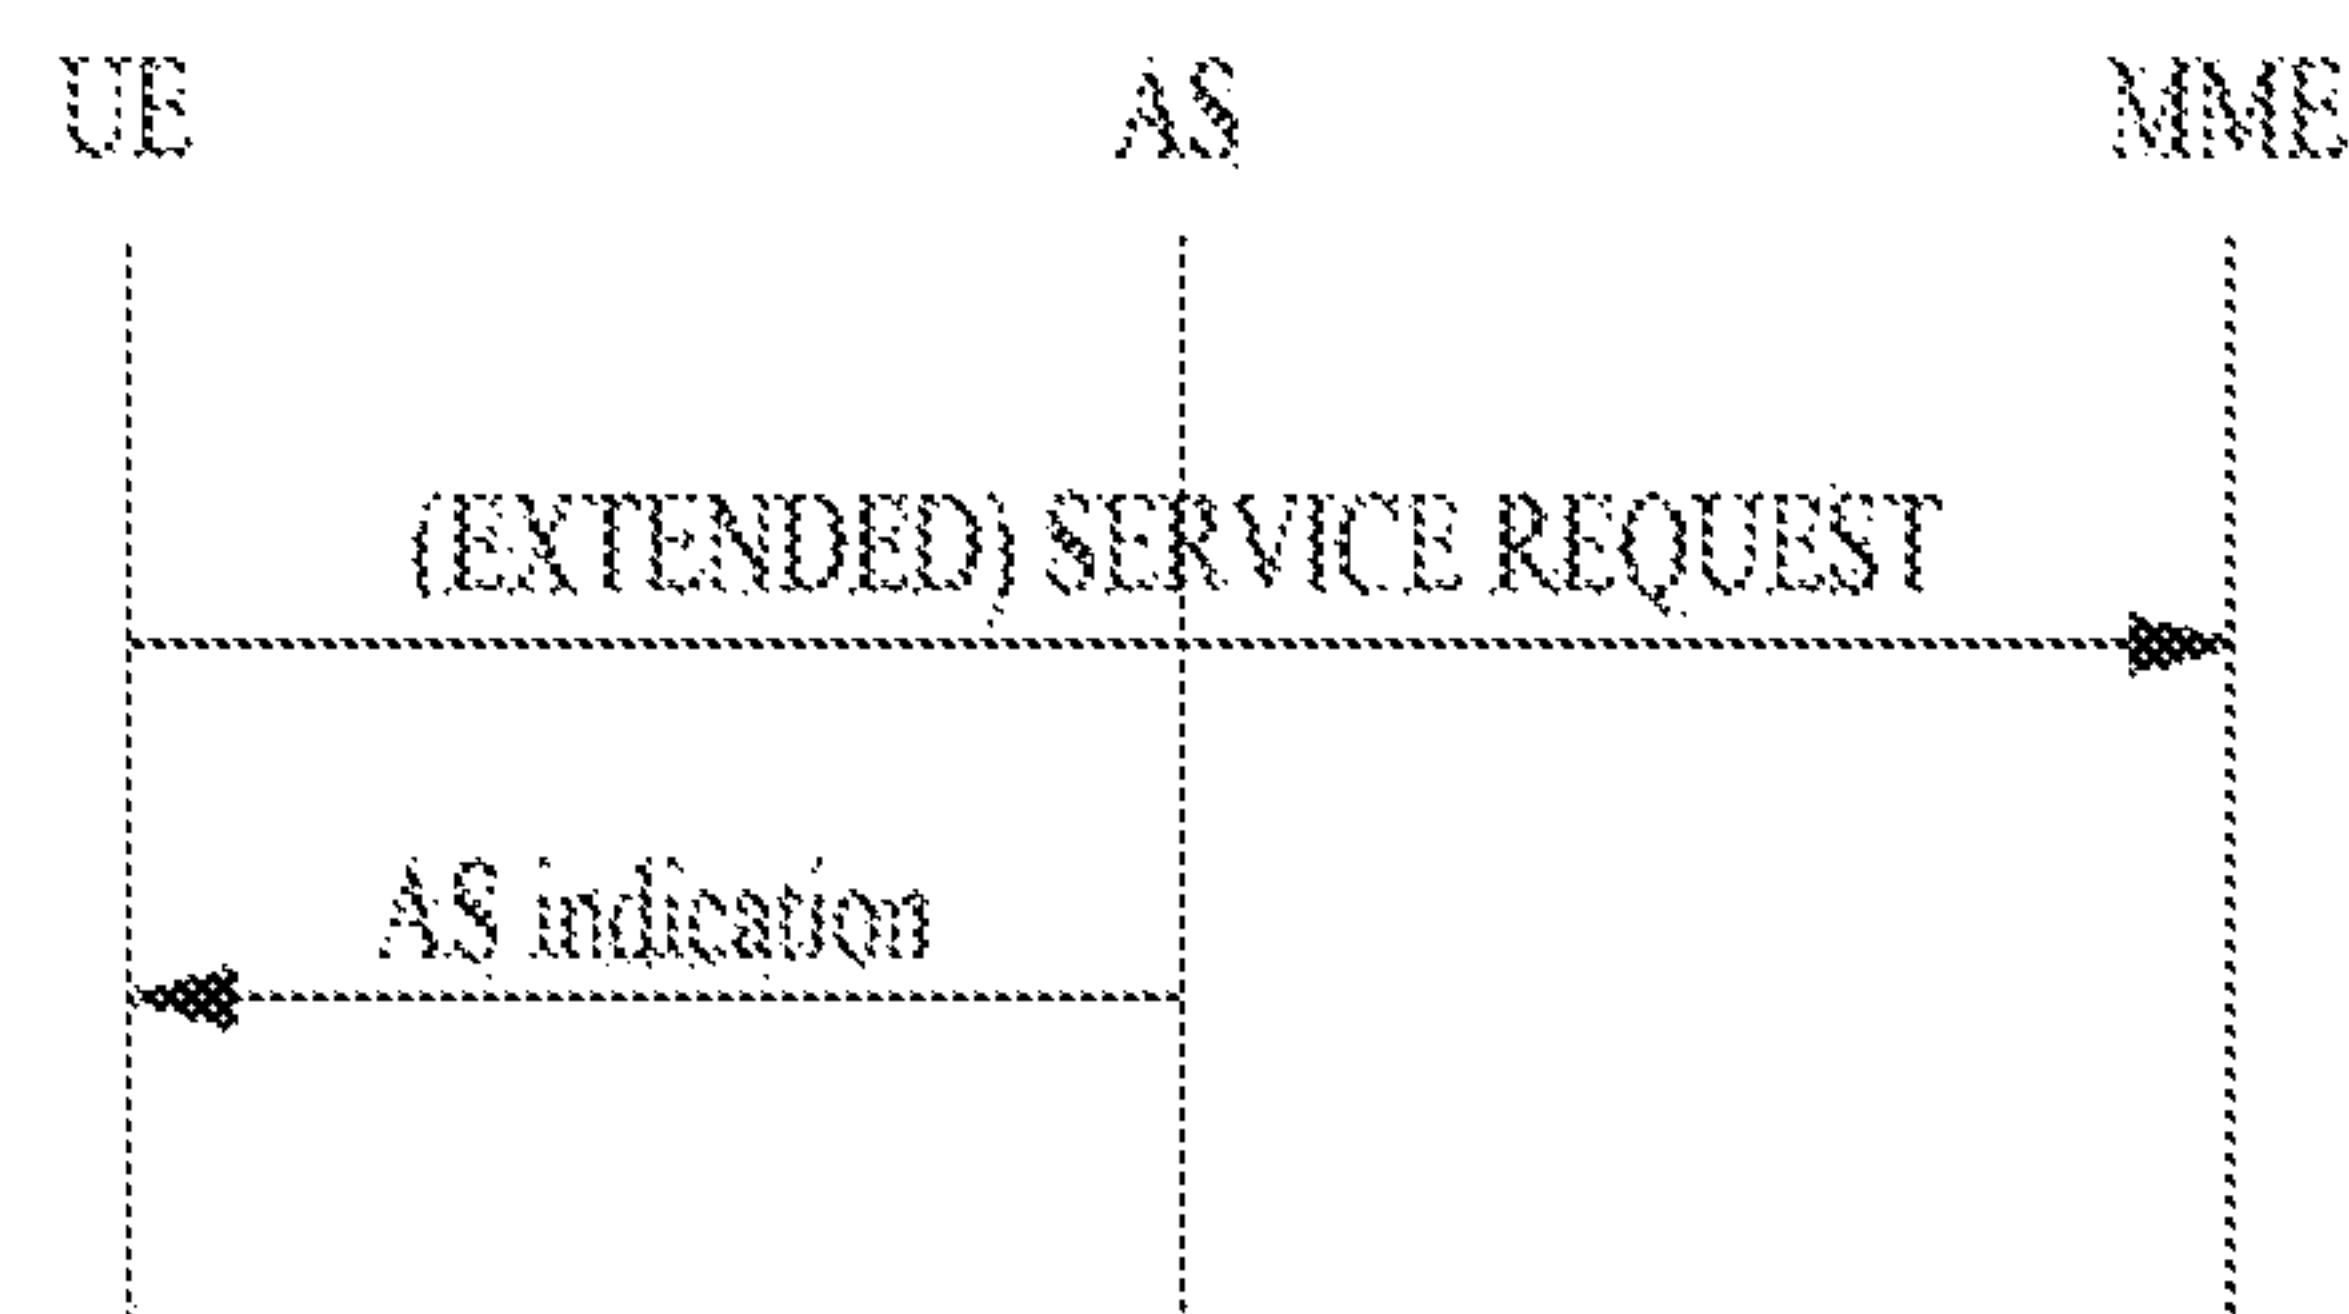 UE AS MME
(EXTENDED) SERVICE REQUEST
AS indication